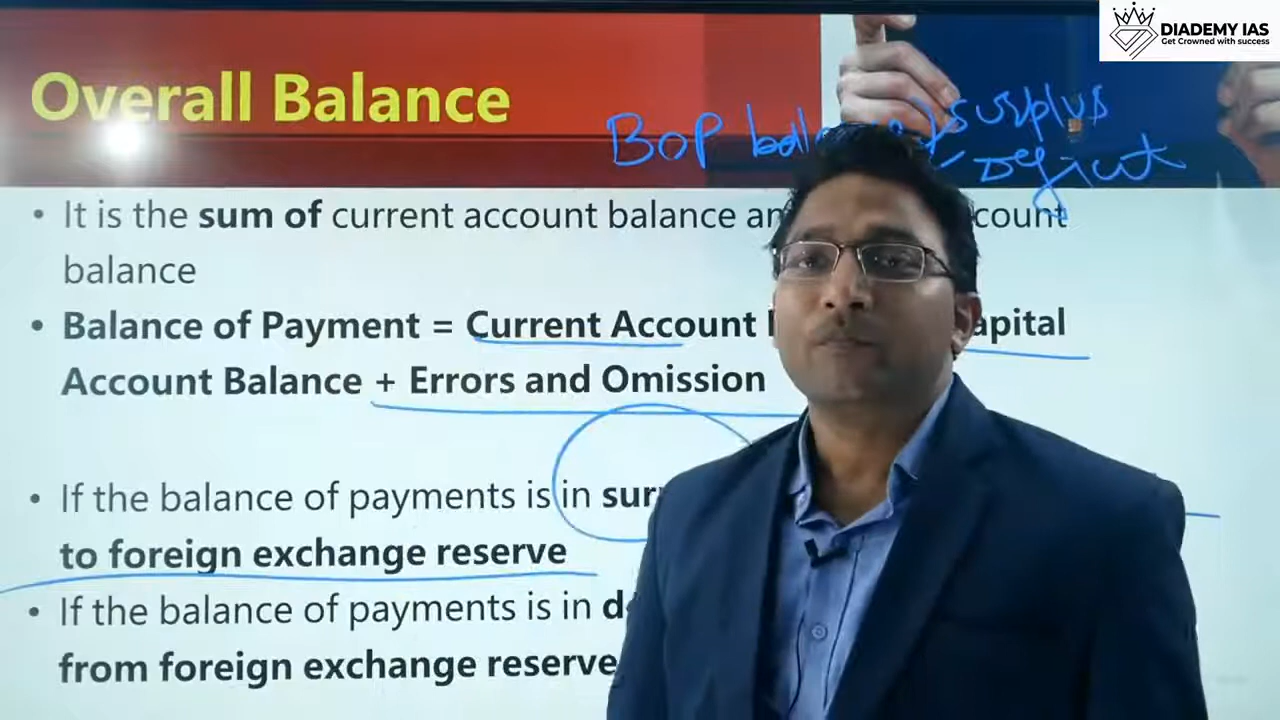 DIADEMY IAS
Get Crowned with success
Overall Balance
BOP surplus
Deficit
• It is the sum of current account balance
balance
• Balance of Payment = Current Account
Account Balance + Errors and Omission
• If the balance of payments is in
to foreign exchange reserve
• If the balance of payments is in
from foreign exchange reserve